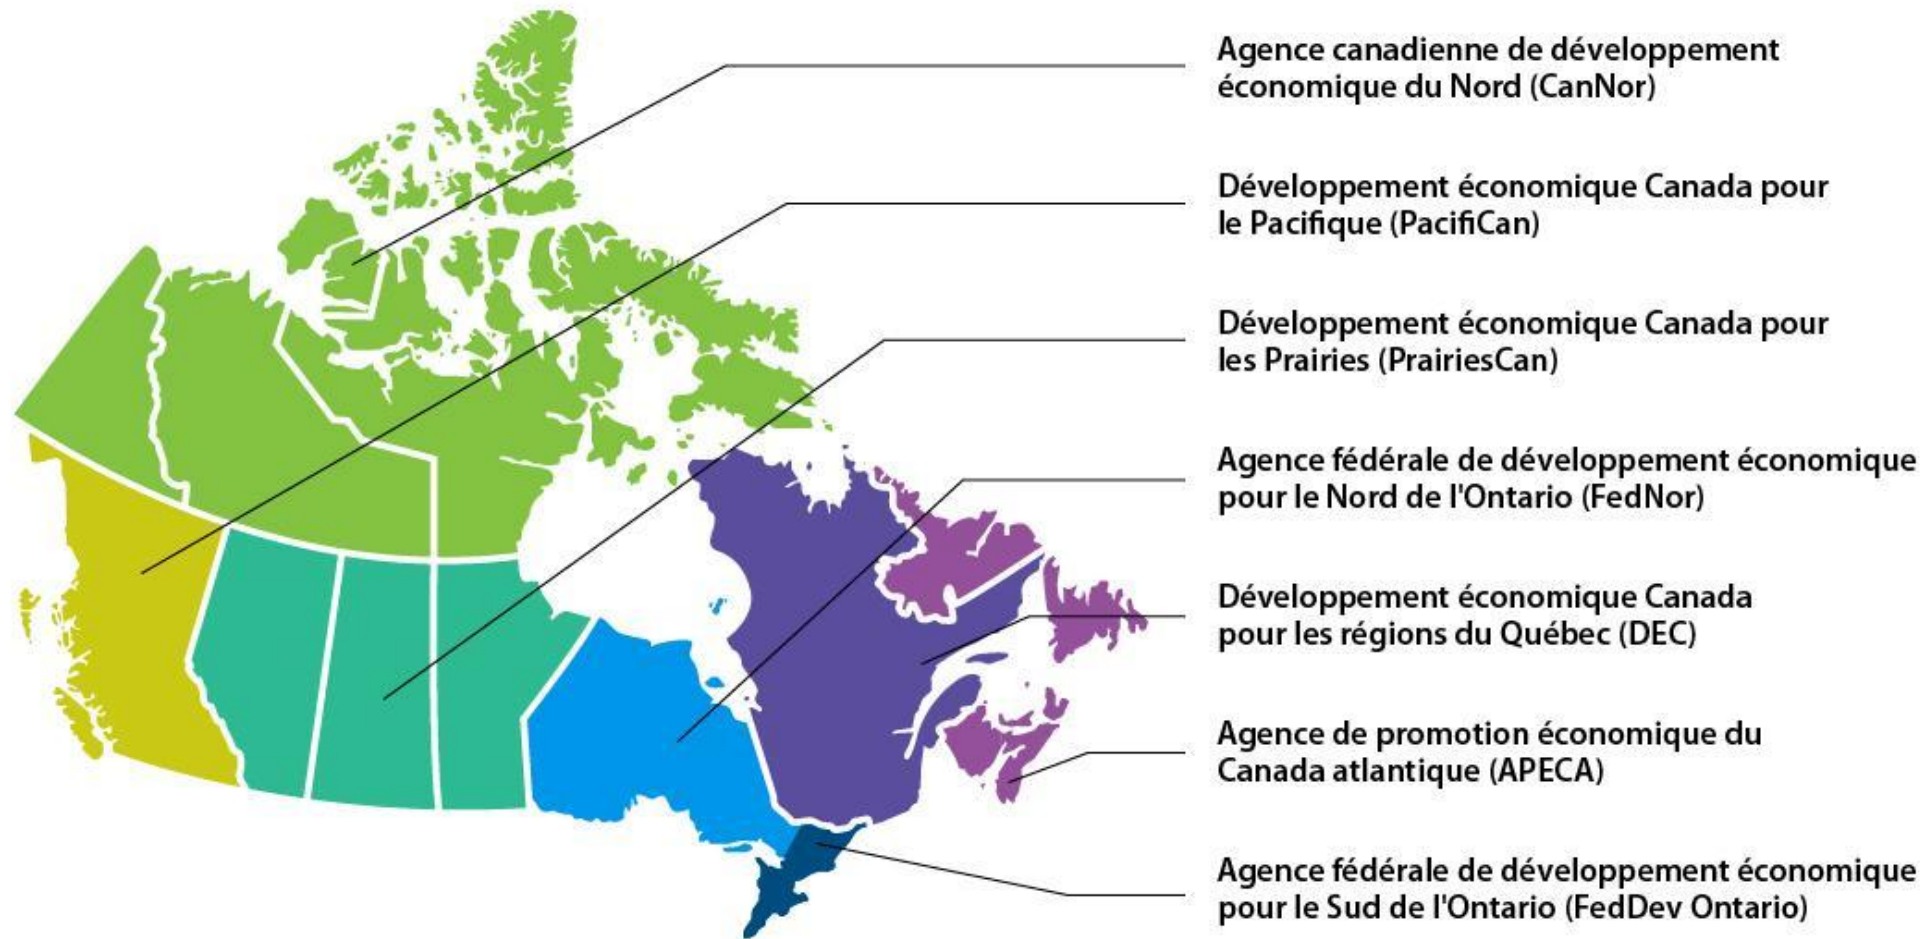 Agence canadienne de développement
économique du Nord (CanNor)
Développement économique Canada pour
le Pacifique (PacifiCan)
Développement économique Canada pour
les Prairies (PrairiesCan)
Agence fédérale de développement économique
pour le Nord de l'Ontario (FedNor)
Développement économique Canada
pour les régions du Québec (DEC)
Agence de promotion économique du
Canada atlantique (APECA)
Agence fédérale de développement économique
pour le Sud de l'Ontario (FedDev Ontario)